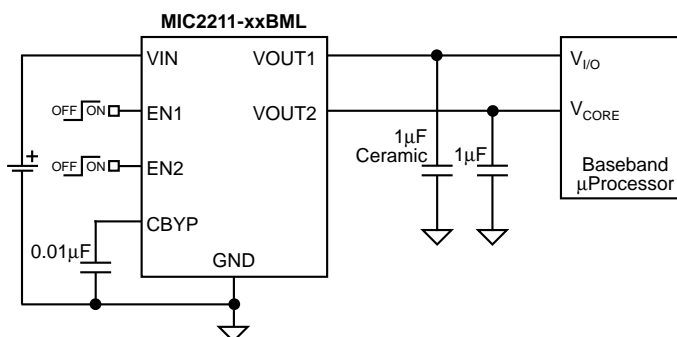 MIC2211-xxBML
VIN
VOUT1
VI/O
OFF ON
EN1
VOUT2
VCORE
OFF ON
EN2
1µF
Ceramic
1µF
Baseband
µProcessor
+
CBYP
0.01µF
GND